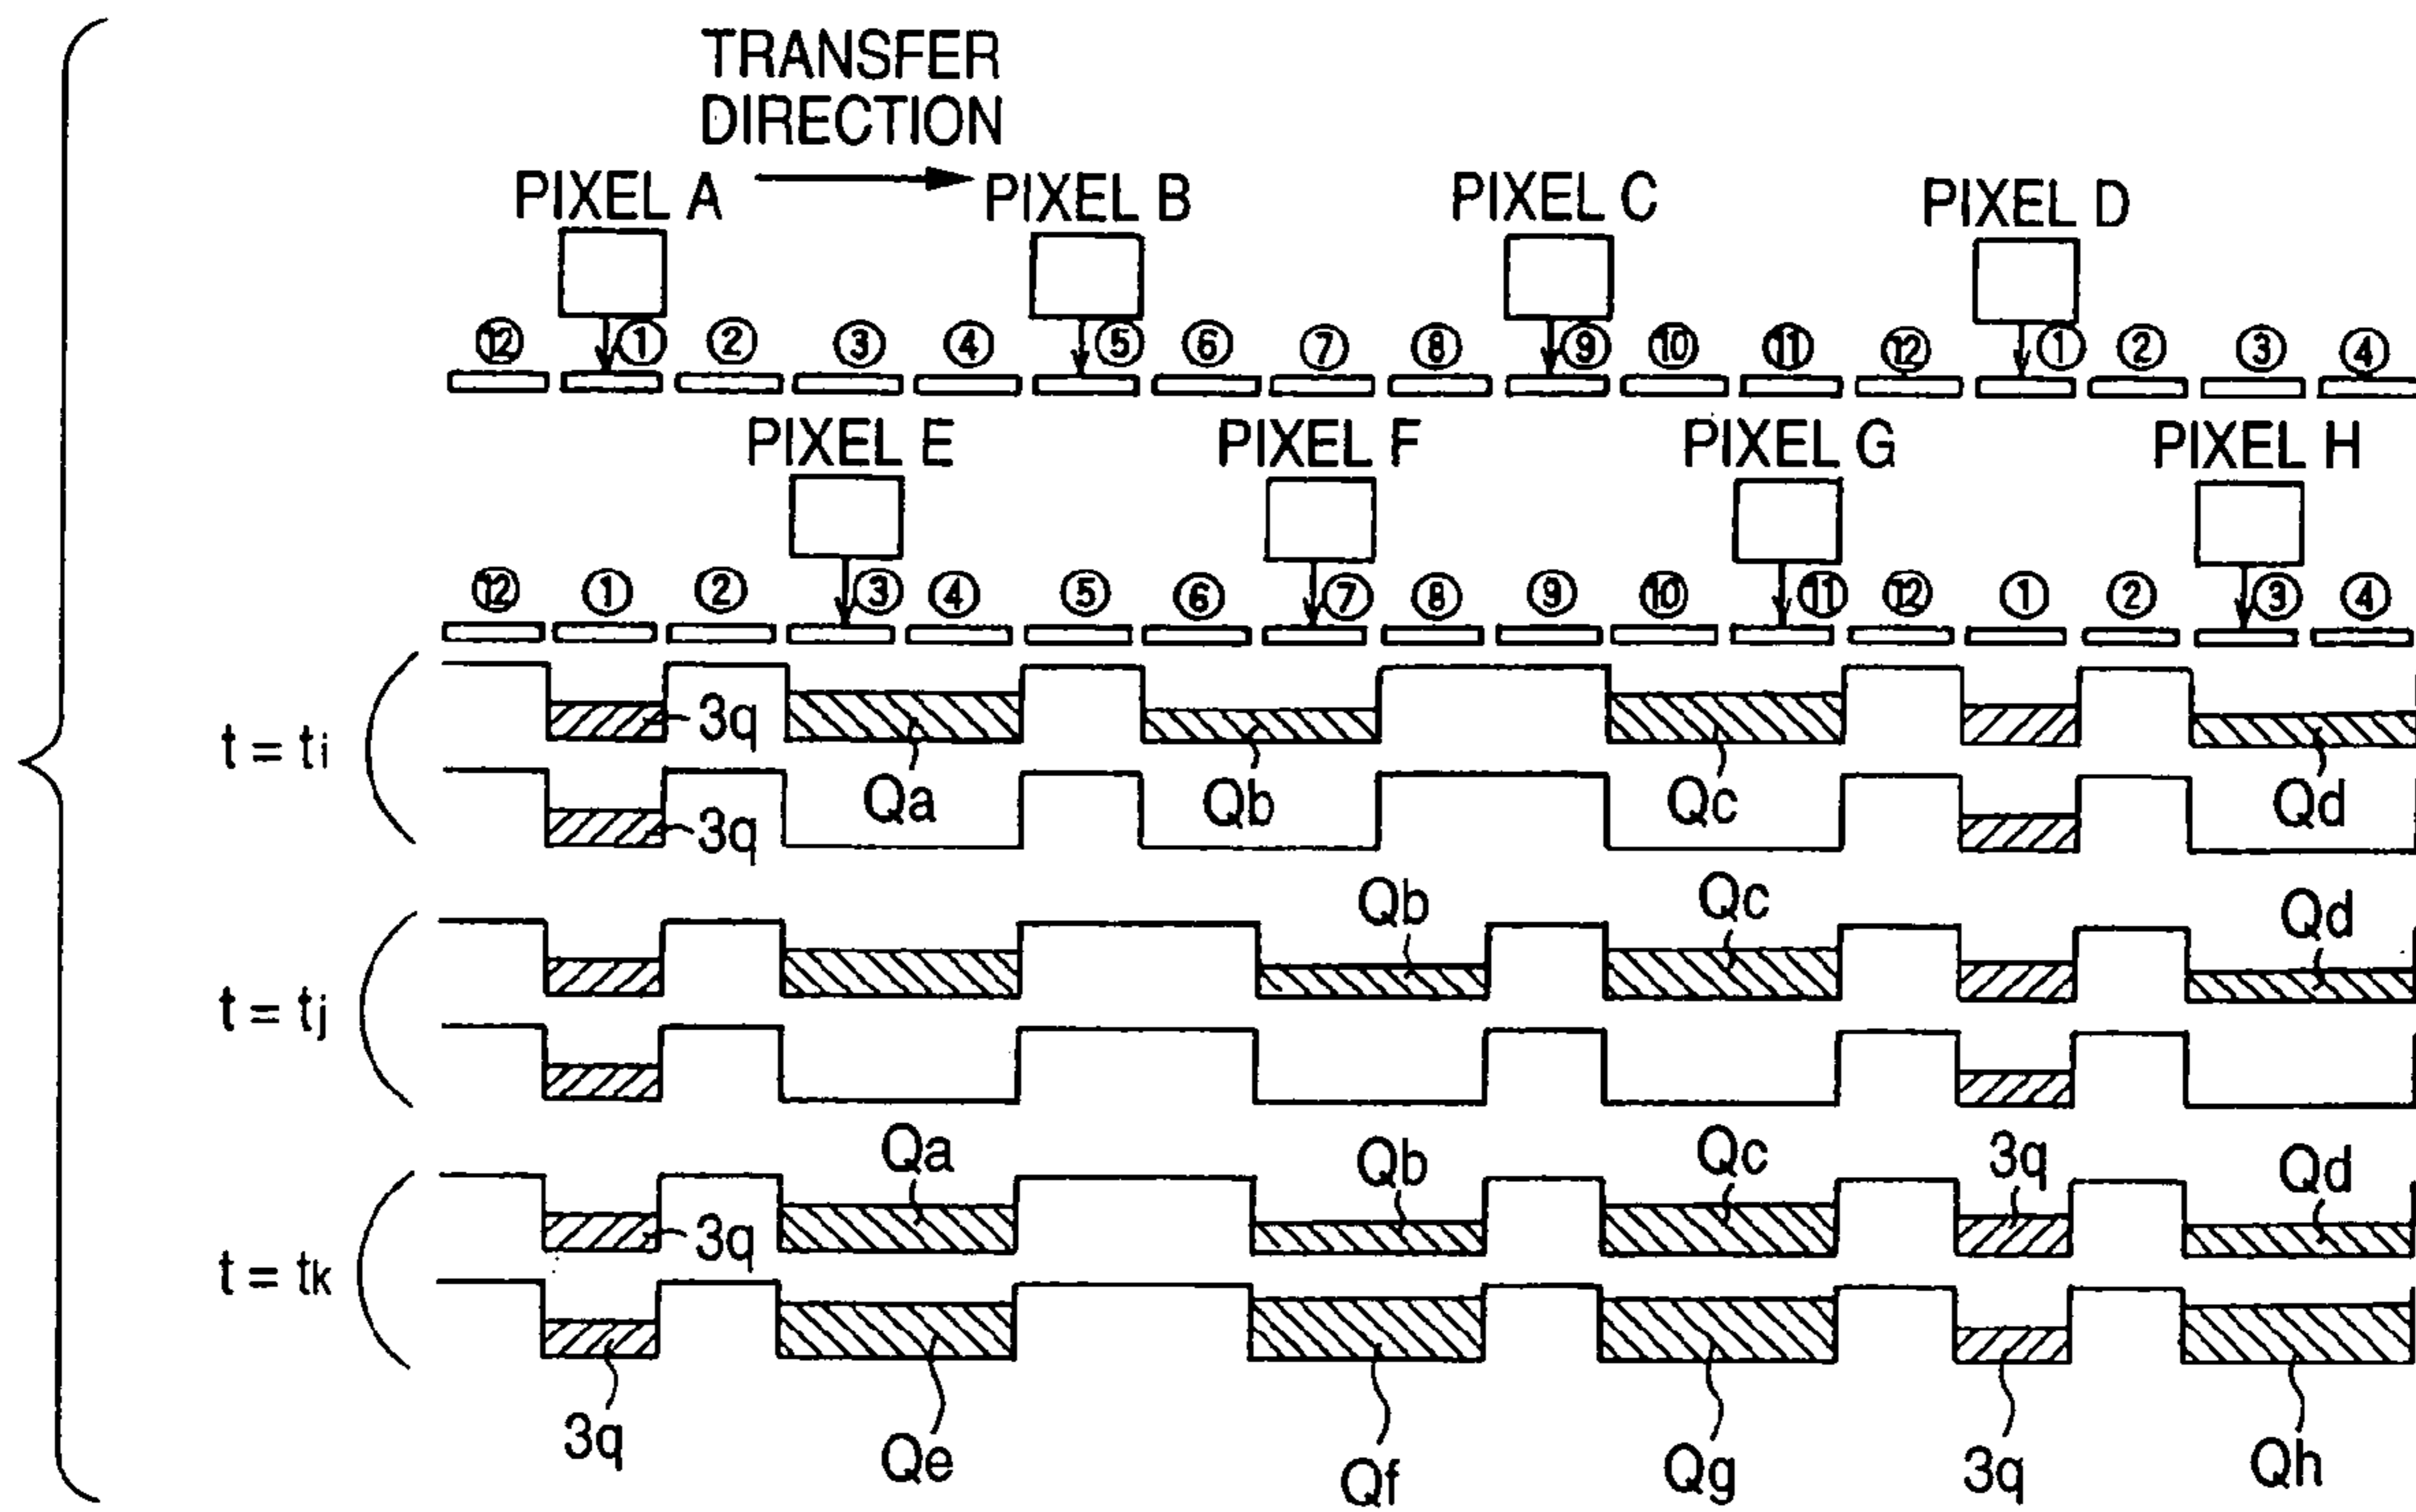 TRANSFER
DIRECTION
PIXEL A PIXEL B PIXEL C PIXEL D
⑫ ① ② ③ ④ ⑤ ⑥ ⑦ ⑧ ⑨ ⑩ ⑪ ⑫ ① ② ③ ④
PIXEL E PIXEL F PIXEL G PIXEL H
⑫ ① ② ③ ④ ⑤ ⑥ ⑦ ⑧ ⑨ ⑩ ⑪ ⑫ ① ② ③ ④
t = ti
3q
Qa Qb Qc Qd
3q
Qb Qc Qd
t = tj
Qa Qb Qc 3q Qd
3q
t = tk
3q Qe Qf Qg 3q Qh